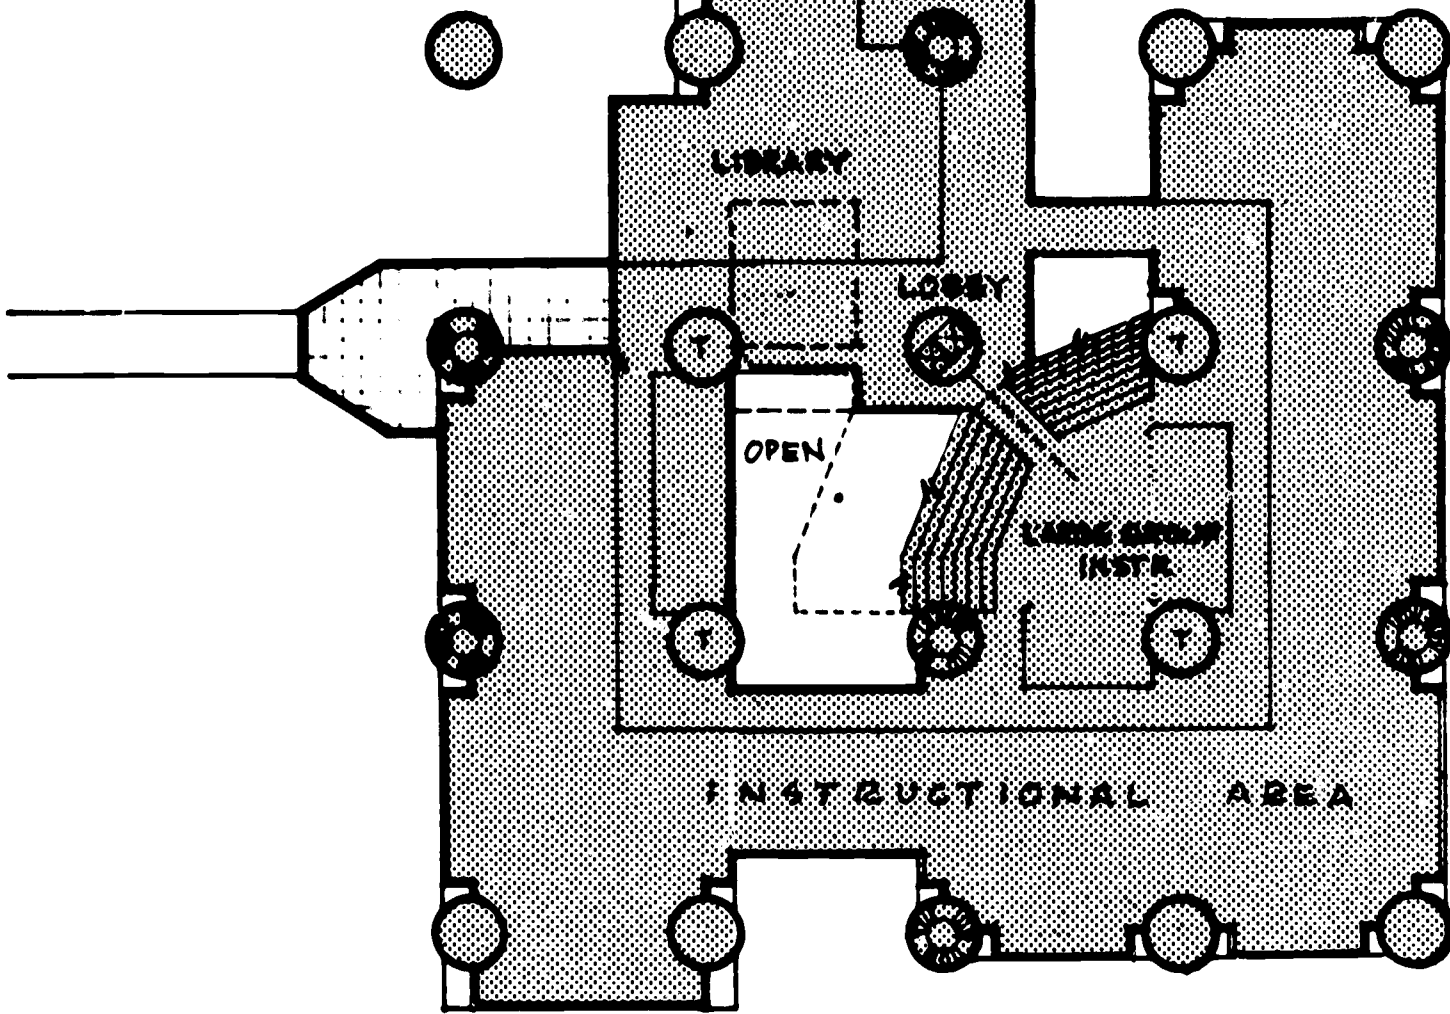 LIBRARY
LOBBY
T
T
OPEN
LARGE GROUP
INSTR.
T
T
INSTRUCTIONAL AREA